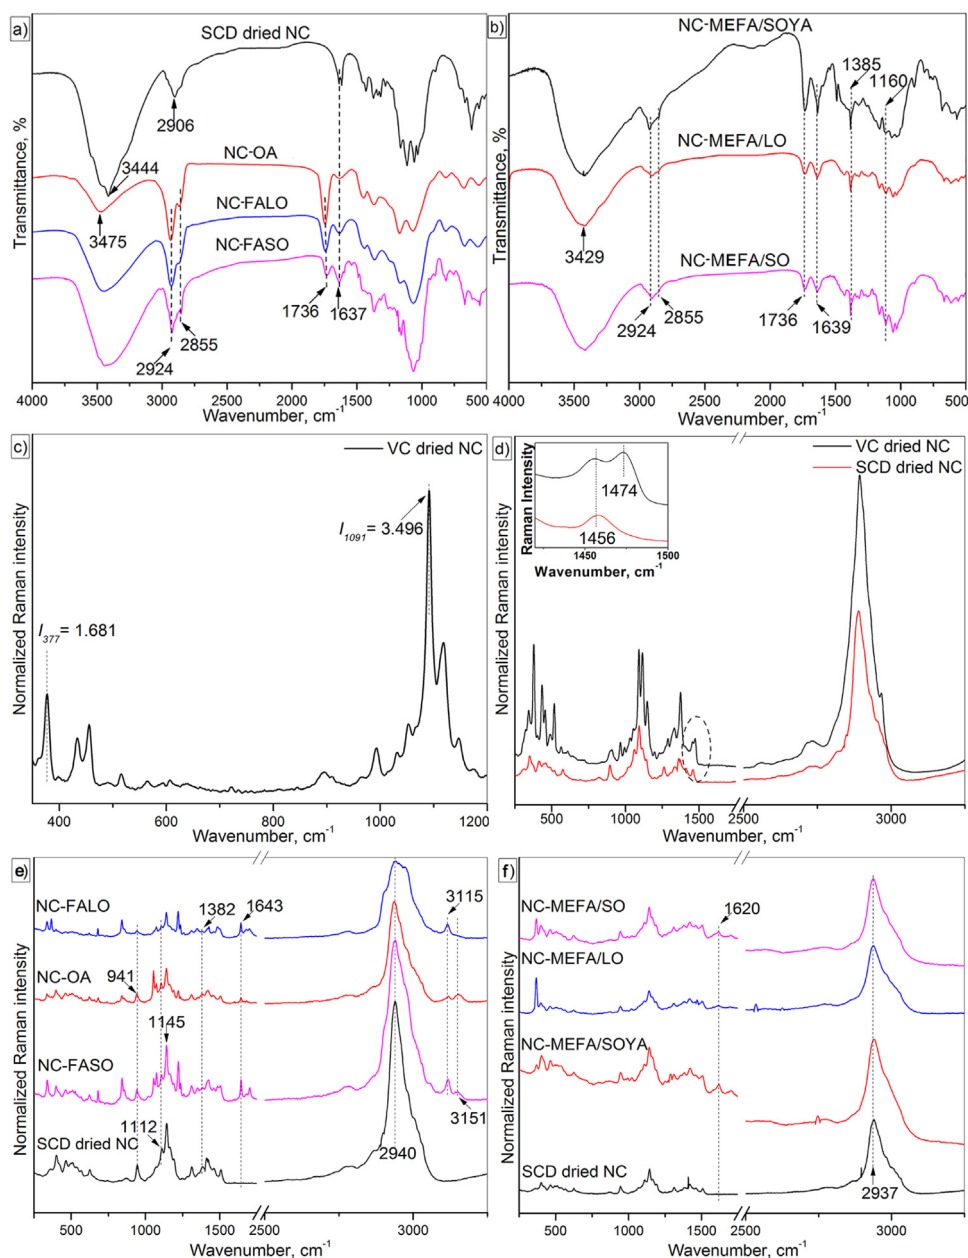 a)
SCD dried NC
2906
3444
NC-OA
NC-FALO
3475
NC-FASO
1736
1637
2855
2924
Transmittance, %
4000 3500 3000 2500 2000 1500 1000 500
Wavenumber, cm-1
b)
NC-MEFA/SOYA
1385
1160
NC-MEFA/LO
3429
NC-MEFA/SO
2924
2855
1736
1639
Transmittance, %
4000 3500 3000 2500 2000 1500 1000 500
Wavenumber, cm-1
c)
VC dried NC
I1091= 3.496
I377= 1.681
Normalized Raman intensity
400 600 800 1000 1200
Wavenumber, cm-1
d)
VC dried NC
SCD dried NC
Raman Intensity
1474
1456
1450 1500
Wavenumber, cm-1
Normalized Raman intensity
500 1000 1500 2500 3000
Wavenumber, cm-1
e)
NC-FALO
1382
1643
3115
NC-OA
941
1145
NC-FASO
3151
SCD dried NC
1112
2940
Normalized Raman intensity
500 1000 1500 3000
Wavenumber, cm-1
f)
NC-MEFA/SO
1620
NC-MEFA/LO
NC-MEFA/SOYA
SCD dried NC
2937
Normalized Raman intensity
500 1000 1500 2500 3000
Wavenumber, cm-1